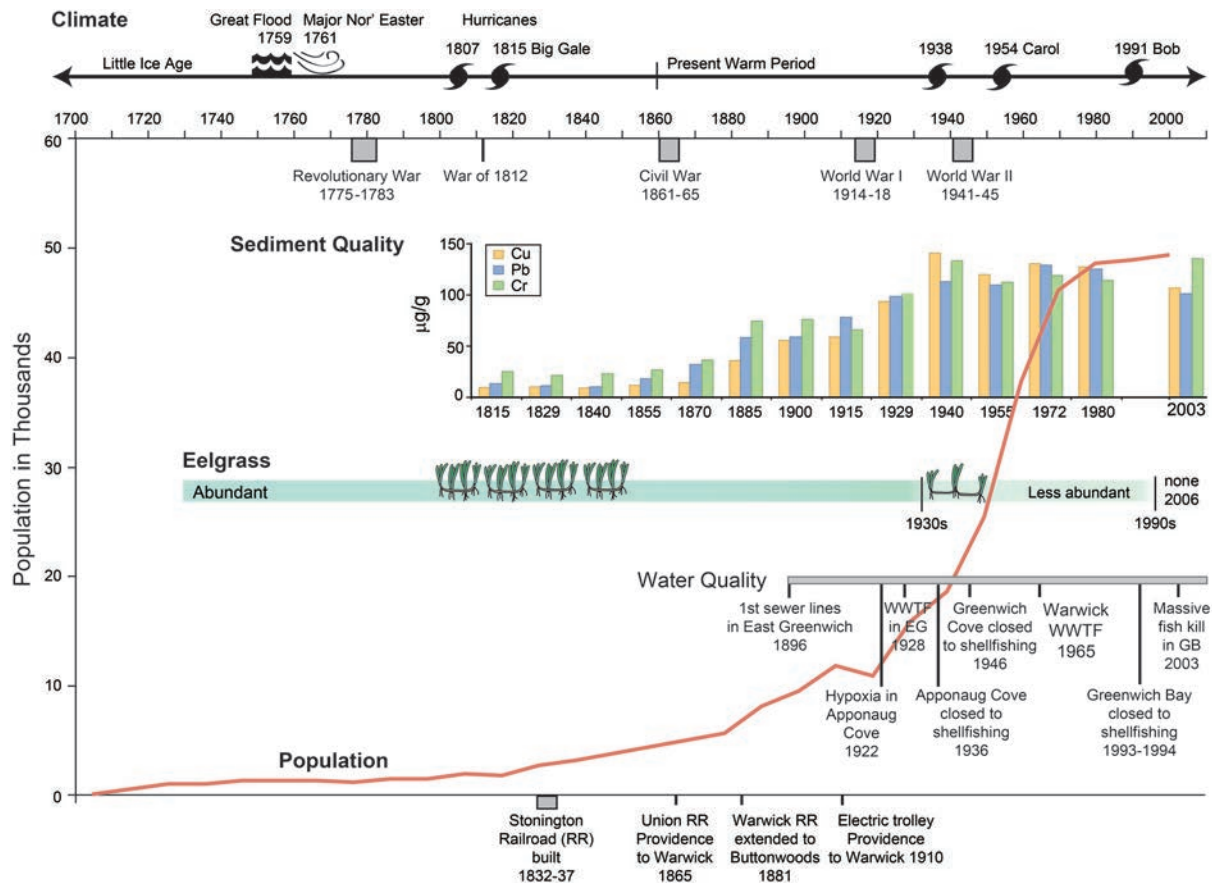 Climate
Great Flood
1759
Major Nor' Easter
1761
Hurricanes
1807
1815 Big Gale
1938
1954 Carol
1991 Bob
Little Ice Age
Present Warm Period
1700
1720
1740
1760
1780
1800
1820
1840
1860
1880
1900
1920
1940
1960
1980
2000
Revolutionary War
1775-1783
War of 1812
Civil War
1861-65
World War I
1914-18
World War II
1941-45
Population in Thousands
60
50
40
30
20
10
0
Sediment Quality
µg/g
150
100
50
0
Cu
Pb
Cr
1815
1829
1840
1855
1870
1885
1900
1915
1929
1940
1955
1972
1980
2003
Eelgrass
Abundant
1930s
Less abundant
1990s
none
2006
Water Quality
1st sewer lines
in East Greenwich
1896
WWTF
in EG
1928
Greenwich
Cove closed
to shellfishing
1946
Warwick
WWTF
1965
Massive
fish kill
in GB
2003
Hypoxia in
Apponaug
Cove
1922
Apponaug Cove
closed to
shellfishing
1936
Greenwich Bay
closed to
shellfishing
1993-1994
Population
Stonington
Railroad (RR)
built
1832-37
Union RR
Providence
to Warwick
1865
Warwick RR
extended to
Buttonwoods
1881
Electric trolley
Providence
to Warwick 1910